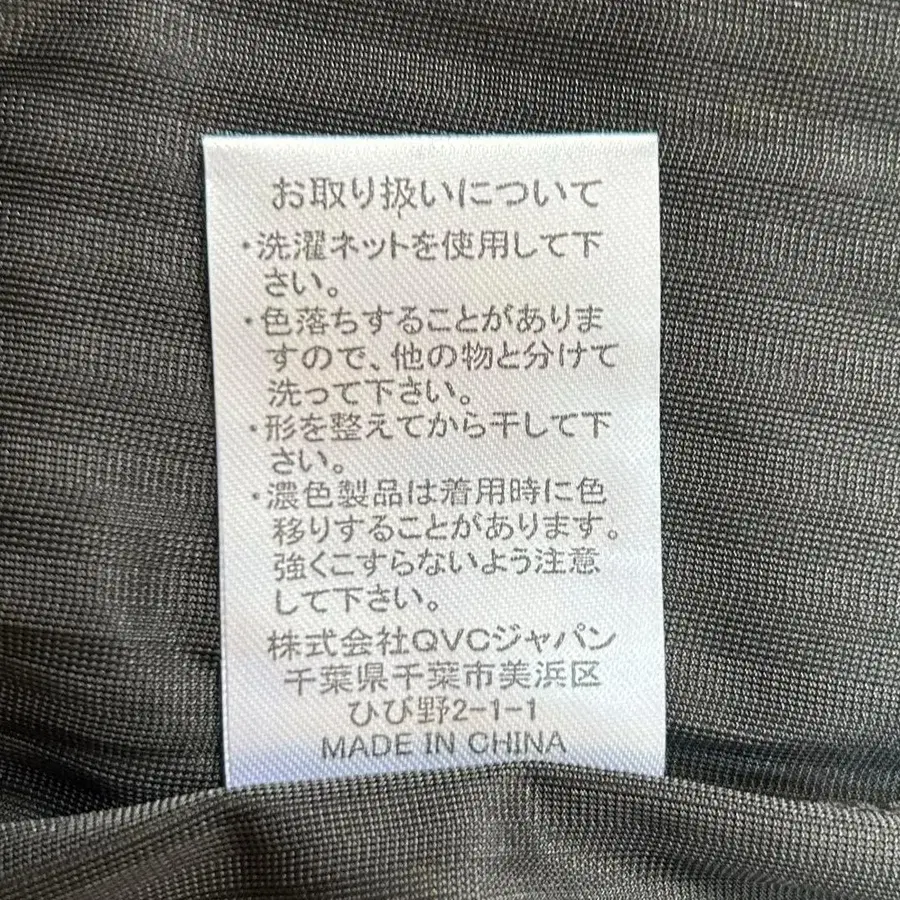 お取り扱いについて
・洗濯ネットを使用して下
さい。
・色落ちすることがありま
すので、他の物と分けて
洗って下さい。
・形を整えてから干して下
さい。
・濃色製品は着用時に色
移りすることがあります。
強くこすらないよう注意
して下さい。
株式会社QVCジャパン
千葉県千葉市美浜区
ひび野2-1-1
MADE IN CHINA